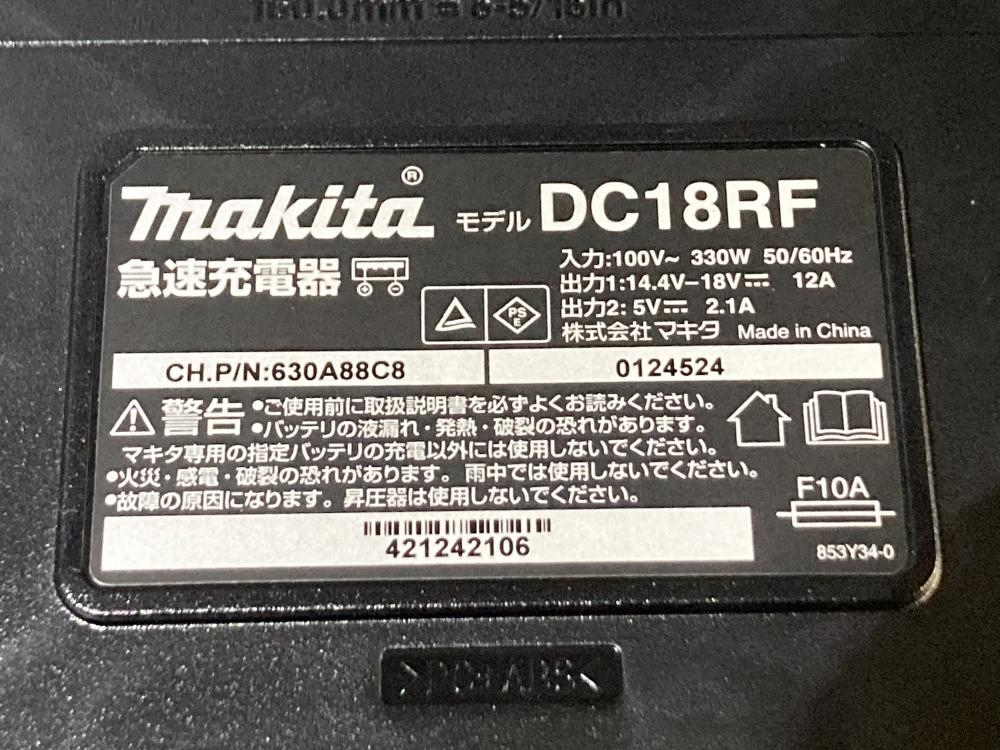 160.0mm = 6-5/16in
makita® モデル DC18RF
急速充電器
入力:100V~ 330W 50/60Hz
出力1:14.4V-18V⎓ 12A
出力2: 5V⎓ 2.1A
株式会社マキタ Made in China
PS
E
CH.P/N:630A88C8
0124524
警告 •ご使用前に取扱説明書を必ずよくお読みください。
•バッテリの液漏れ・発熱・破裂の恐れがあります。
マキタ専用の指定バッテリの充電以外には使用しないでください。
•火災・感電・破裂の恐れがあります。雨中では使用しないでください。
•故障の原因になります。昇圧器は使用しないでください。
F10A
421242106
853Y34-0
>PC+ABS<